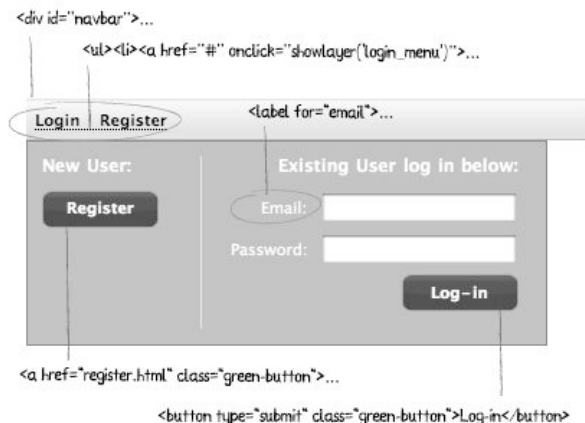 <div id="navbar">...
<ul><li><a href="#" onclick="showlayer('login_menu')">...
<label for="email">...
Login Register
New User:
Existing User log in below:
Register
Email:
Password:
Log-in
<a href="register.html" class="green-button">...
<button type="submit" class="green-button">Log-in</button>